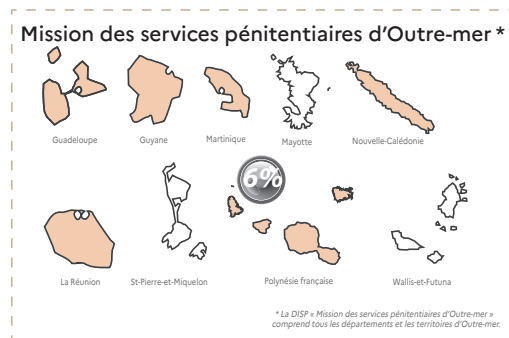 Mission des services pénitentiaires d'Outre-mer *
Guadeloupe
Guyane
Martinique
Mayotte
Nouvelle-Calédonie
6%
La Réunion
St-Pierre-et-Miquelon
Polynésie française
Wallis-et-Futuna
* La DISP « Mission des services pénitentiaires d'Outre-mer »
comprend tous les départements et les territoires d'Outre-mer.